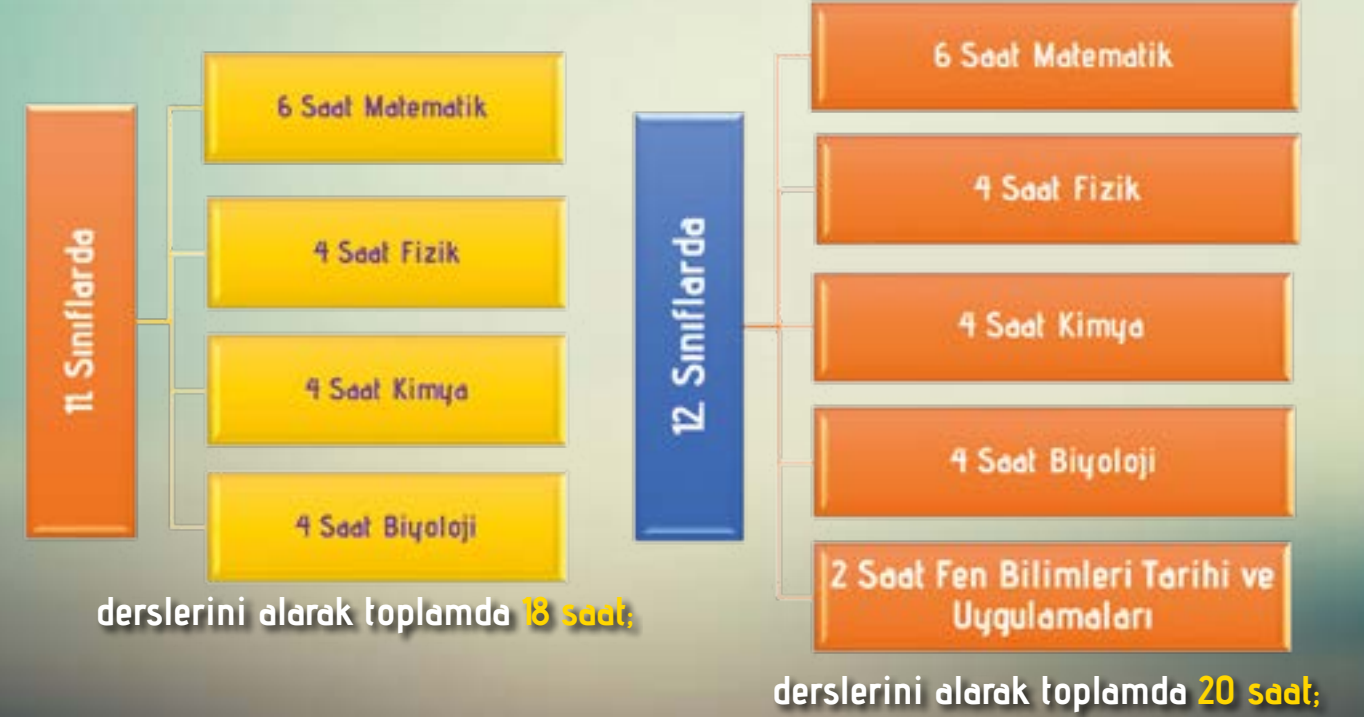 11. Sınıflarda
6 Saat Matematik
4 Saat Fizik
4 Saat Kimya
4 Saat Biyoloji
derslerini alarak toplamda 18 saat;
12. Sınıflarda
6 Saat Matematik
4 Saat Fizik
4 Saat Kimya
4 Saat Biyoloji
2 Saat Fen Bilimleri Tarihi ve
Uygulamaları
derslerini alarak toplamda 20 saat;